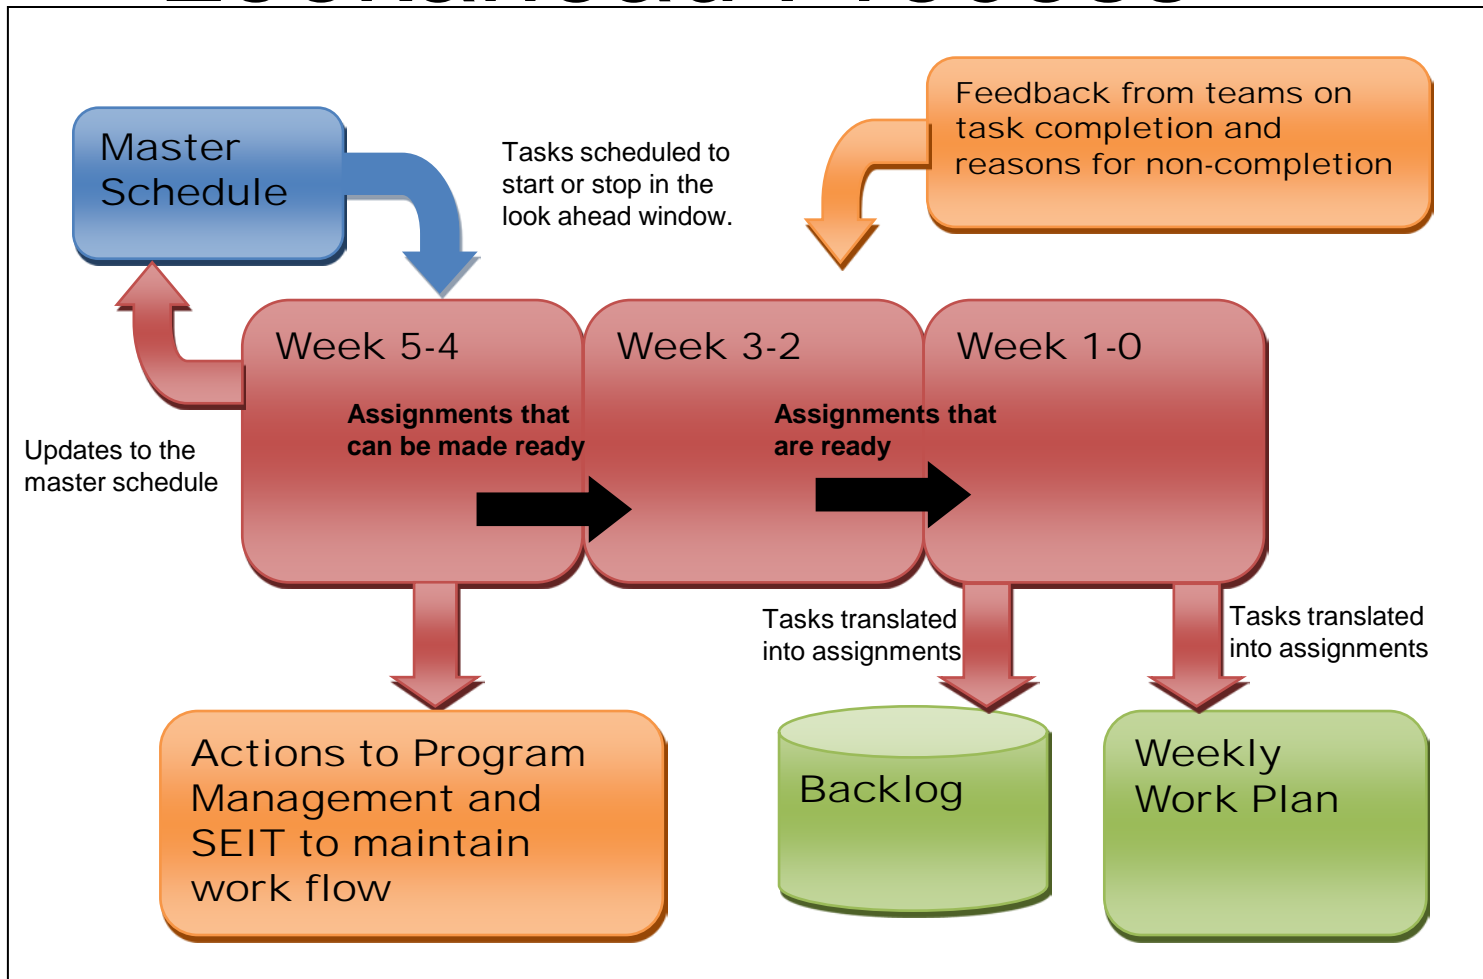 Master
Schedule
Tasks scheduled to
start or stop in the
look ahead window.
Feedback from teams on
task completion and
reasons for non-completion
Week 5-4
Week 3-2
Week 1-0
Assignments that
can be made ready
Assignments that
are ready
Updates to the
master schedule
Tasks translated
into assignments
Tasks translated
into assignments
Actions to Program
Management and
SEIT to maintain
work flow
Backlog
Weekly
Work Plan